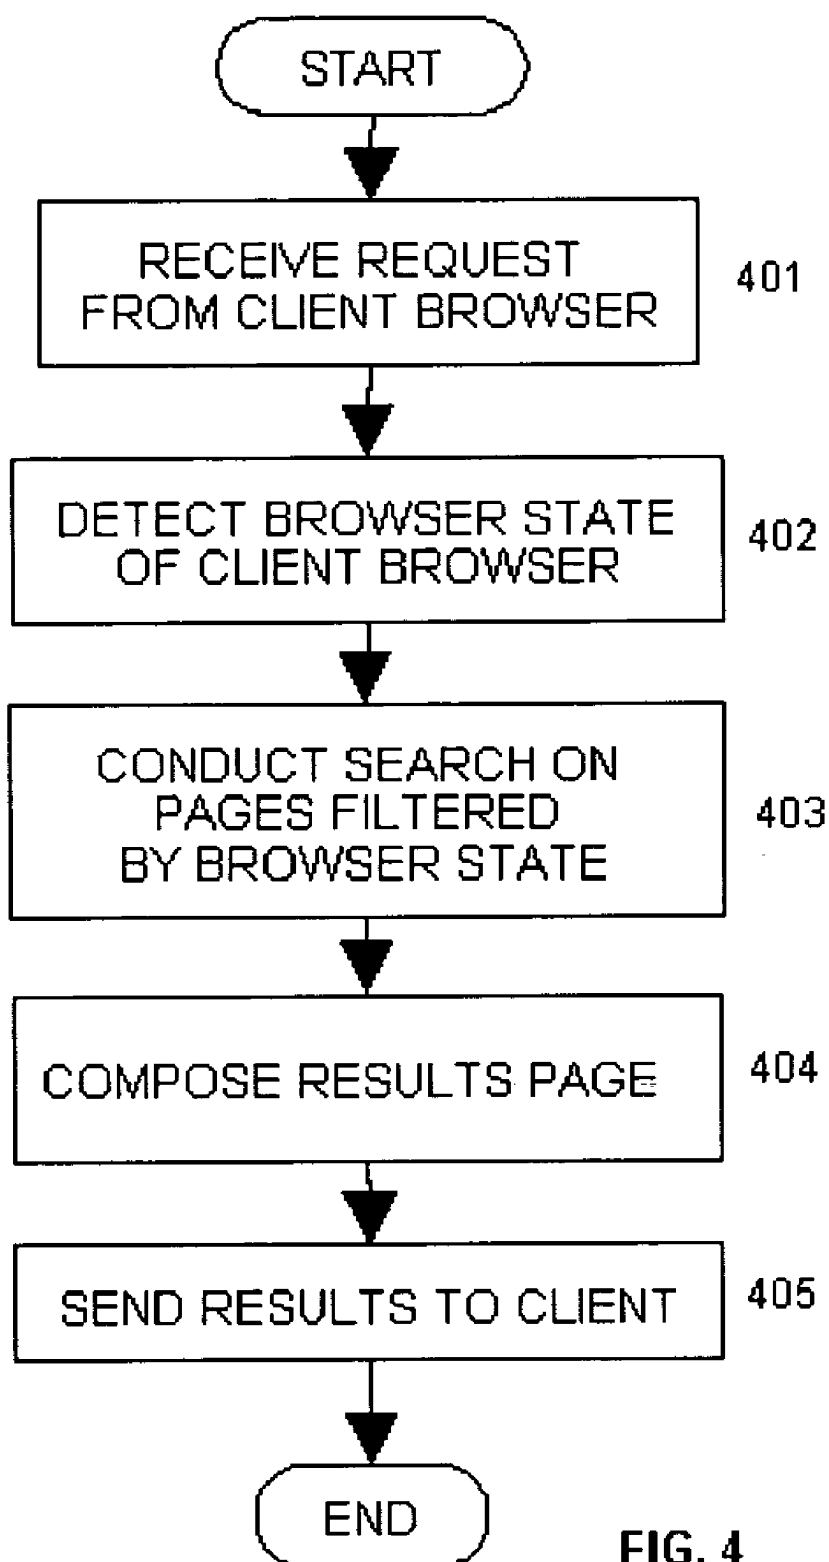 START
RECEIVE REQUEST
FROM CLIENT BROWSER
401
DETECT BROWSER STATE
OF CLIENT BROWSER
402
CONDUCT SEARCH ON
PAGES FILTERED
BY BROWSER STATE
403
COMPOSE RESULTS PAGE
404
SEND RESULTS TO CLIENT
405
END
FIG. 4